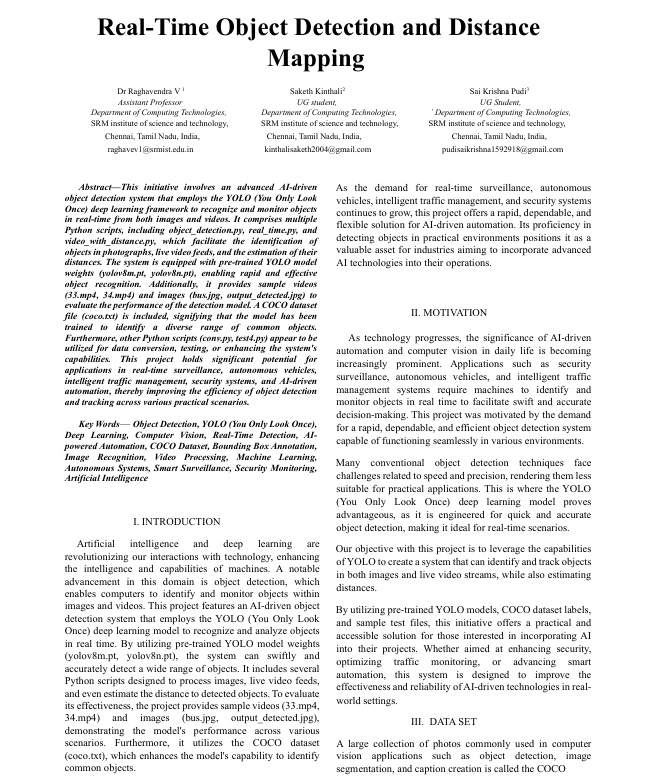 Real-Time Object Detection and Distance
Mapping
Dr Raghavendra V 1
Assistant Professor
Department of Computing Technologies,
SRM institute of science and technology,
Chennai, Tamil Nadu, India,
raghavev1@srmist.edu.in
Saketh Kinthali2
UG student,
Department of Computing Technologies,
SRM institute of science and technology,
Chennai, Tamil Nadu, India,
kinthalisaketh2004@gmail.com
Sai Krishna Pudi3
UG Student,
Department of Computing Technologies,
SRM institute of science and technology,
Chennai, Tamil Nadu, India,
pudisaikrishna1592918@gmail.com
Abstract—This initiative involves an advanced AI-driven
object detection system that employs the YOLO (You Only Look
Once) deep learning framework to recognize and monitor objects
in real-time from both images and videos. It comprises multiple
Python scripts, including object_detection.py, real_time.py, and
video_with_distance.py, which facilitate the identification of
objects in photographs, live video feeds, and the estimation of their
distances. The system is equipped with pre-trained YOLO model
weights (yolov8m.pt, yolov8n.pt), enabling rapid and effective
object recognition. Additionally, it provides sample videos
(33.mp4, 34.mp4) and images (bus.jpg, output_detected.jpg) to
evaluate the performance of the detection model. A COCO dataset
file (coco.txt) is included, signifying that the model has been
trained to identify a diverse range of common objects.
Furthermore, other Python scripts (conv.py, test4.py) appear to be
utilized for data conversion, testing, or enhancing the system's
capabilities. This project holds significant potential for
applications in real-time surveillance, autonomous vehicles,
intelligent traffic management, security systems, and AI-driven
automation, thereby improving the efficiency of object detection
and tracking across various practical scenarios.
Key Words— Object Detection, YOLO (You Only Look Once),
Deep Learning, Computer Vision, Real-Time Detection, AI-
powered Automation, COCO Dataset, Bounding Box Annotation,
Image Recognition, Video Processing, Machine Learning,
Autonomous Systems, Smart Surveillance, Security Monitoring,
Artificial Intelligence
I. INTRODUCTION
Artificial intelligence and deep learning are
revolutionizing our interactions with technology, enhancing
the intelligence and capabilities of machines. A notable
advancement in this domain is object detection, which
enables computers to identify and monitor objects within
images and videos. This project features an AI-driven object
detection system that employs the YOLO (You Only Look
Once) deep learning model to recognize and analyze objects
in real time. By utilizing pre-trained YOLO model weights
(yolov8m.pt, yolov8n.pt), the system can swiftly and
accurately detect a wide range of objects. It includes several
Python scripts designed to process images, live video feeds,
and even estimate the distance to detected objects. To evaluate
its effectiveness, the project provides sample videos (33.mp4,
34.mp4) and images (bus.jpg, output_detected.jpg),
demonstrating the model's performance across various
scenarios. Furthermore, it utilizes the COCO dataset
(coco.txt), which enhances the model's capability to identify
common objects.
As the demand for real-time surveillance, autonomous
vehicles, intelligent traffic management, and security systems
continues to grow, this project offers a rapid, dependable, and
flexible solution for AI-driven automation. Its proficiency in
detecting objects in practical environments positions it as a
valuable asset for industries aiming to incorporate advanced
AI technologies into their operations.
II. MOTIVATION
As technology progresses, the significance of AI-driven
automation and computer vision in daily life is becoming
increasingly prominent. Applications such as security
surveillance, autonomous vehicles, and intelligent traffic
management systems require machines to identify and
monitor objects in real time to facilitate swift and accurate
decision-making. This project was motivated by the demand
for a rapid, dependable, and efficient object detection system
capable of functioning seamlessly in various environments.
Many conventional object detection techniques face
challenges related to speed and precision, rendering them less
suitable for practical applications. This is where the YOLO
(You Only Look Once) deep learning model proves
advantageous, as it is engineered for quick and accurate
object detection, making it ideal for real-time scenarios.
Our objective with this project is to leverage the capabilities
of YOLO to create a system that can identify and track objects
in both images and live video streams, while also estimating
distances.
By utilizing pre-trained YOLO models, COCO dataset labels,
and sample test files, this initiative offers a practical and
accessible solution for those interested in incorporating AI
into their projects. Whether aimed at enhancing security,
optimizing traffic monitoring, or advancing smart
automation, this system is designed to improve the
effectiveness and reliability of AI-driven technologies in real-
world settings.
III. DATA SET
A large collection of photos commonly used in computer
vision applications such as object detection, image
segmentation, and caption creation is called the COCO